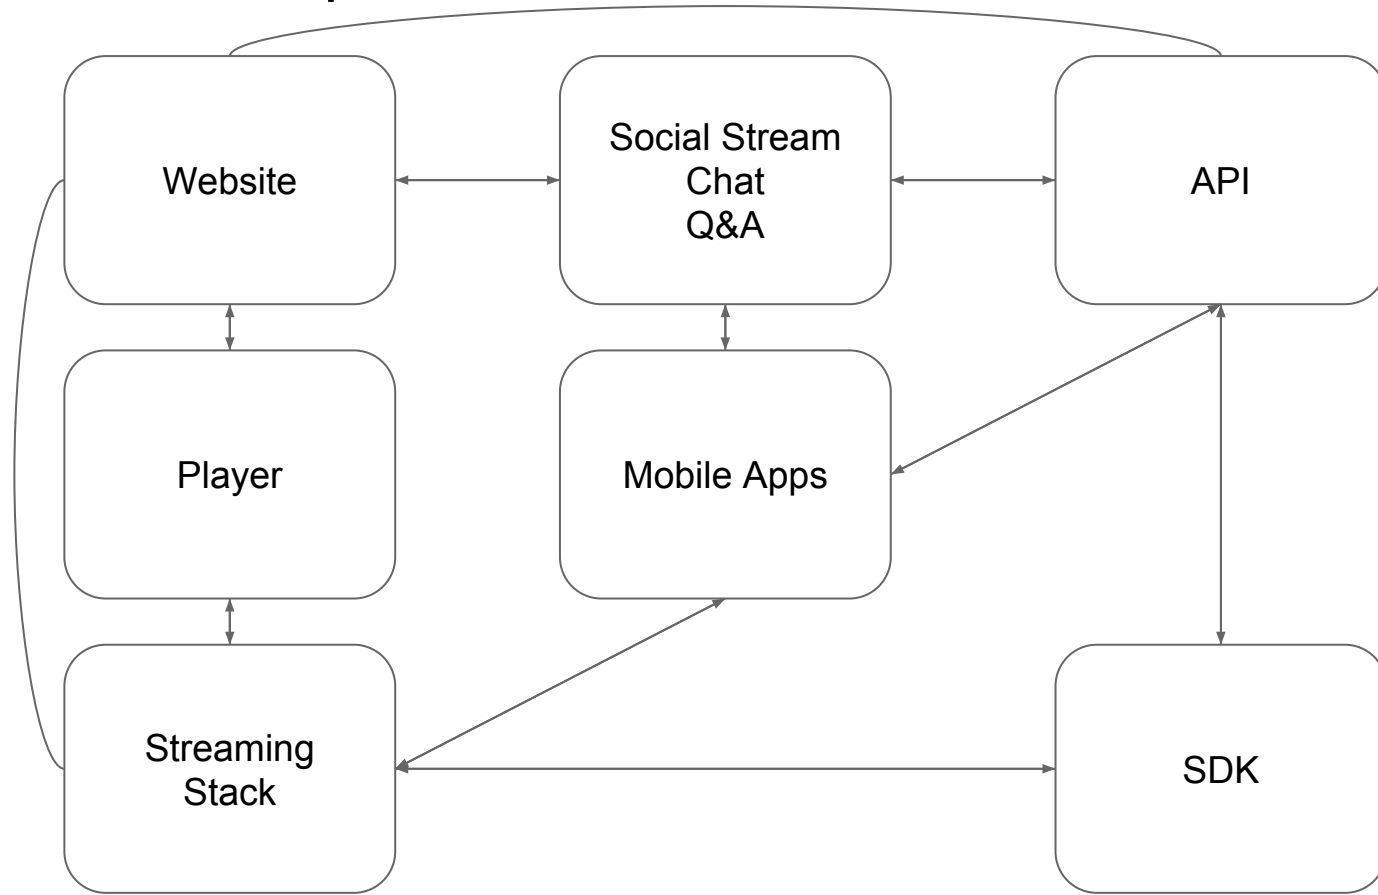 Website
Social Stream
Chat
Q&A
API
Player
Mobile Apps
Streaming
Stack
SDK